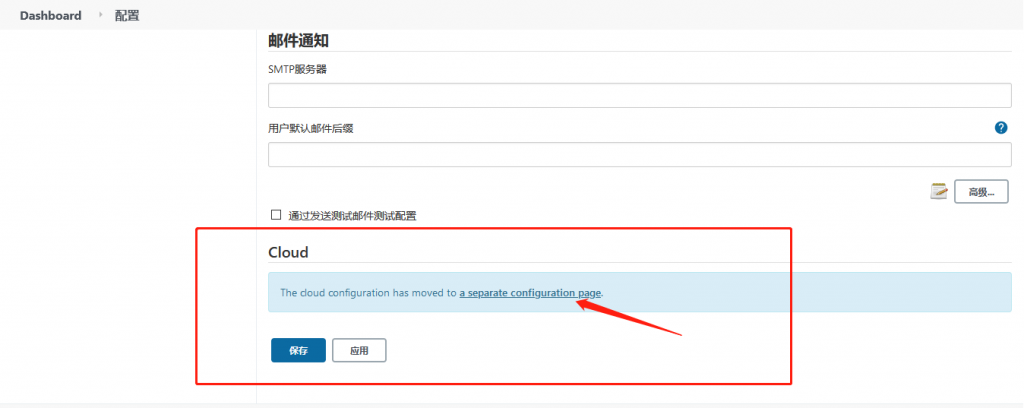 Dashboard › 配置
邮件通知
SMTP服务器
用户默认邮件后缀
?
高级...
通过发送测试邮件测试配置
Cloud
The cloud configuration has moved to a separate configuration page.
保存 应用